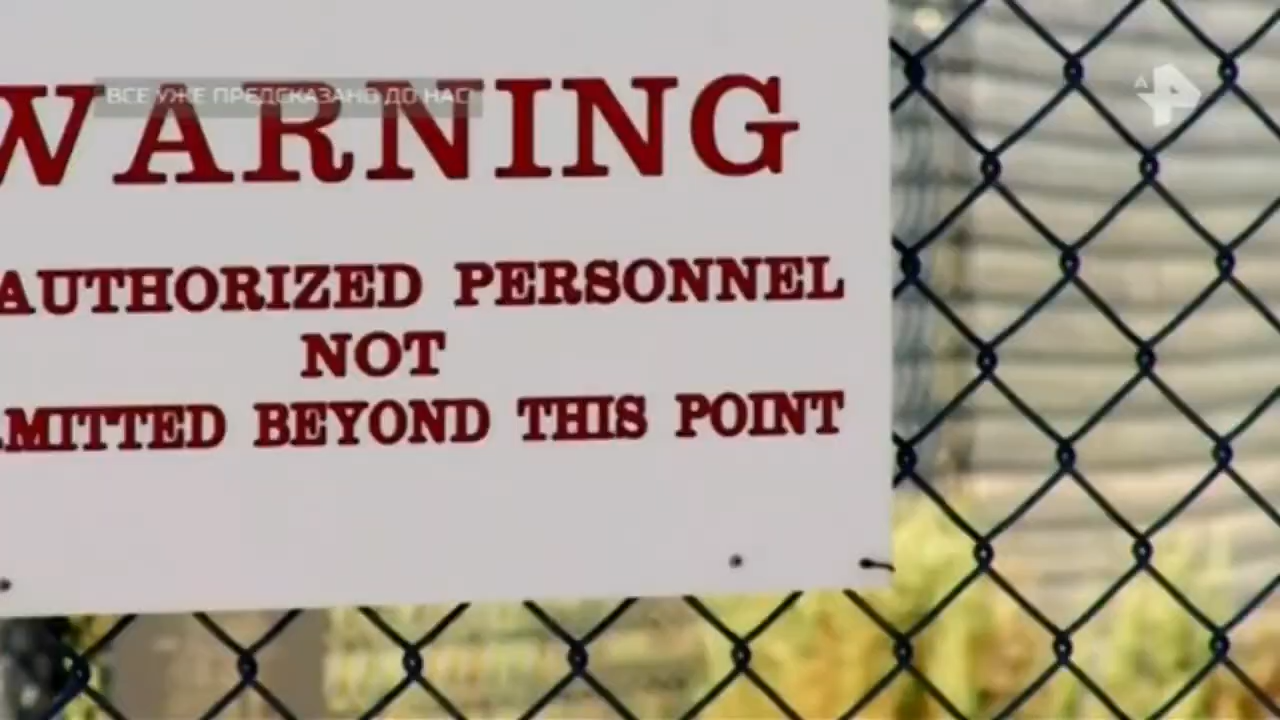 ВСЕ УЖЕ ПРЕДСКАЗАНО ДО НАС
WARNING
AUTHORIZED PERSONNEL
NOT
MITTED BEYOND THIS POINT